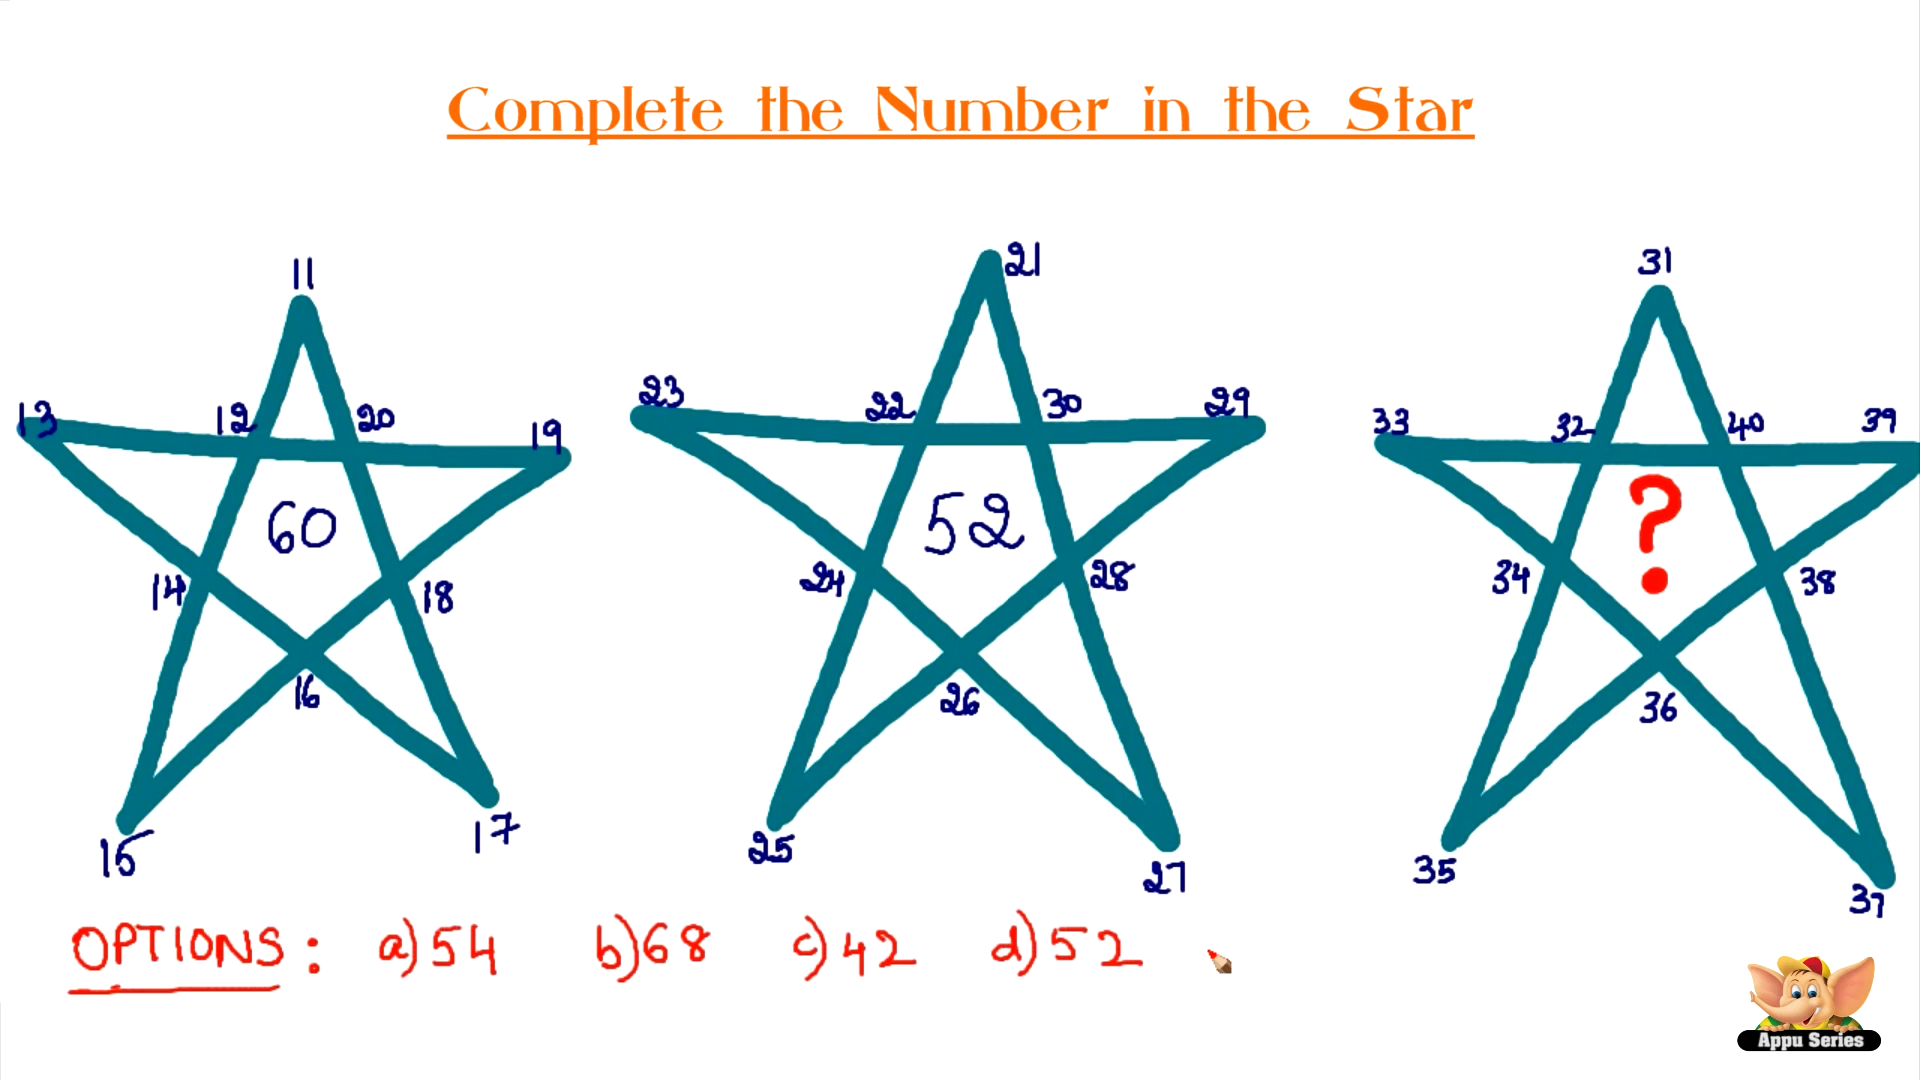 Complete the Number in the Star
11
13 12 20 19
60
14 18
16
15 17
21
23 22 30 29
52
24 28
26
25 27
31
33 32 40 39
?
34 38
36
35 37
OPTIONS: a) 54 b) 68 c) 42 d) 52
Appu Series